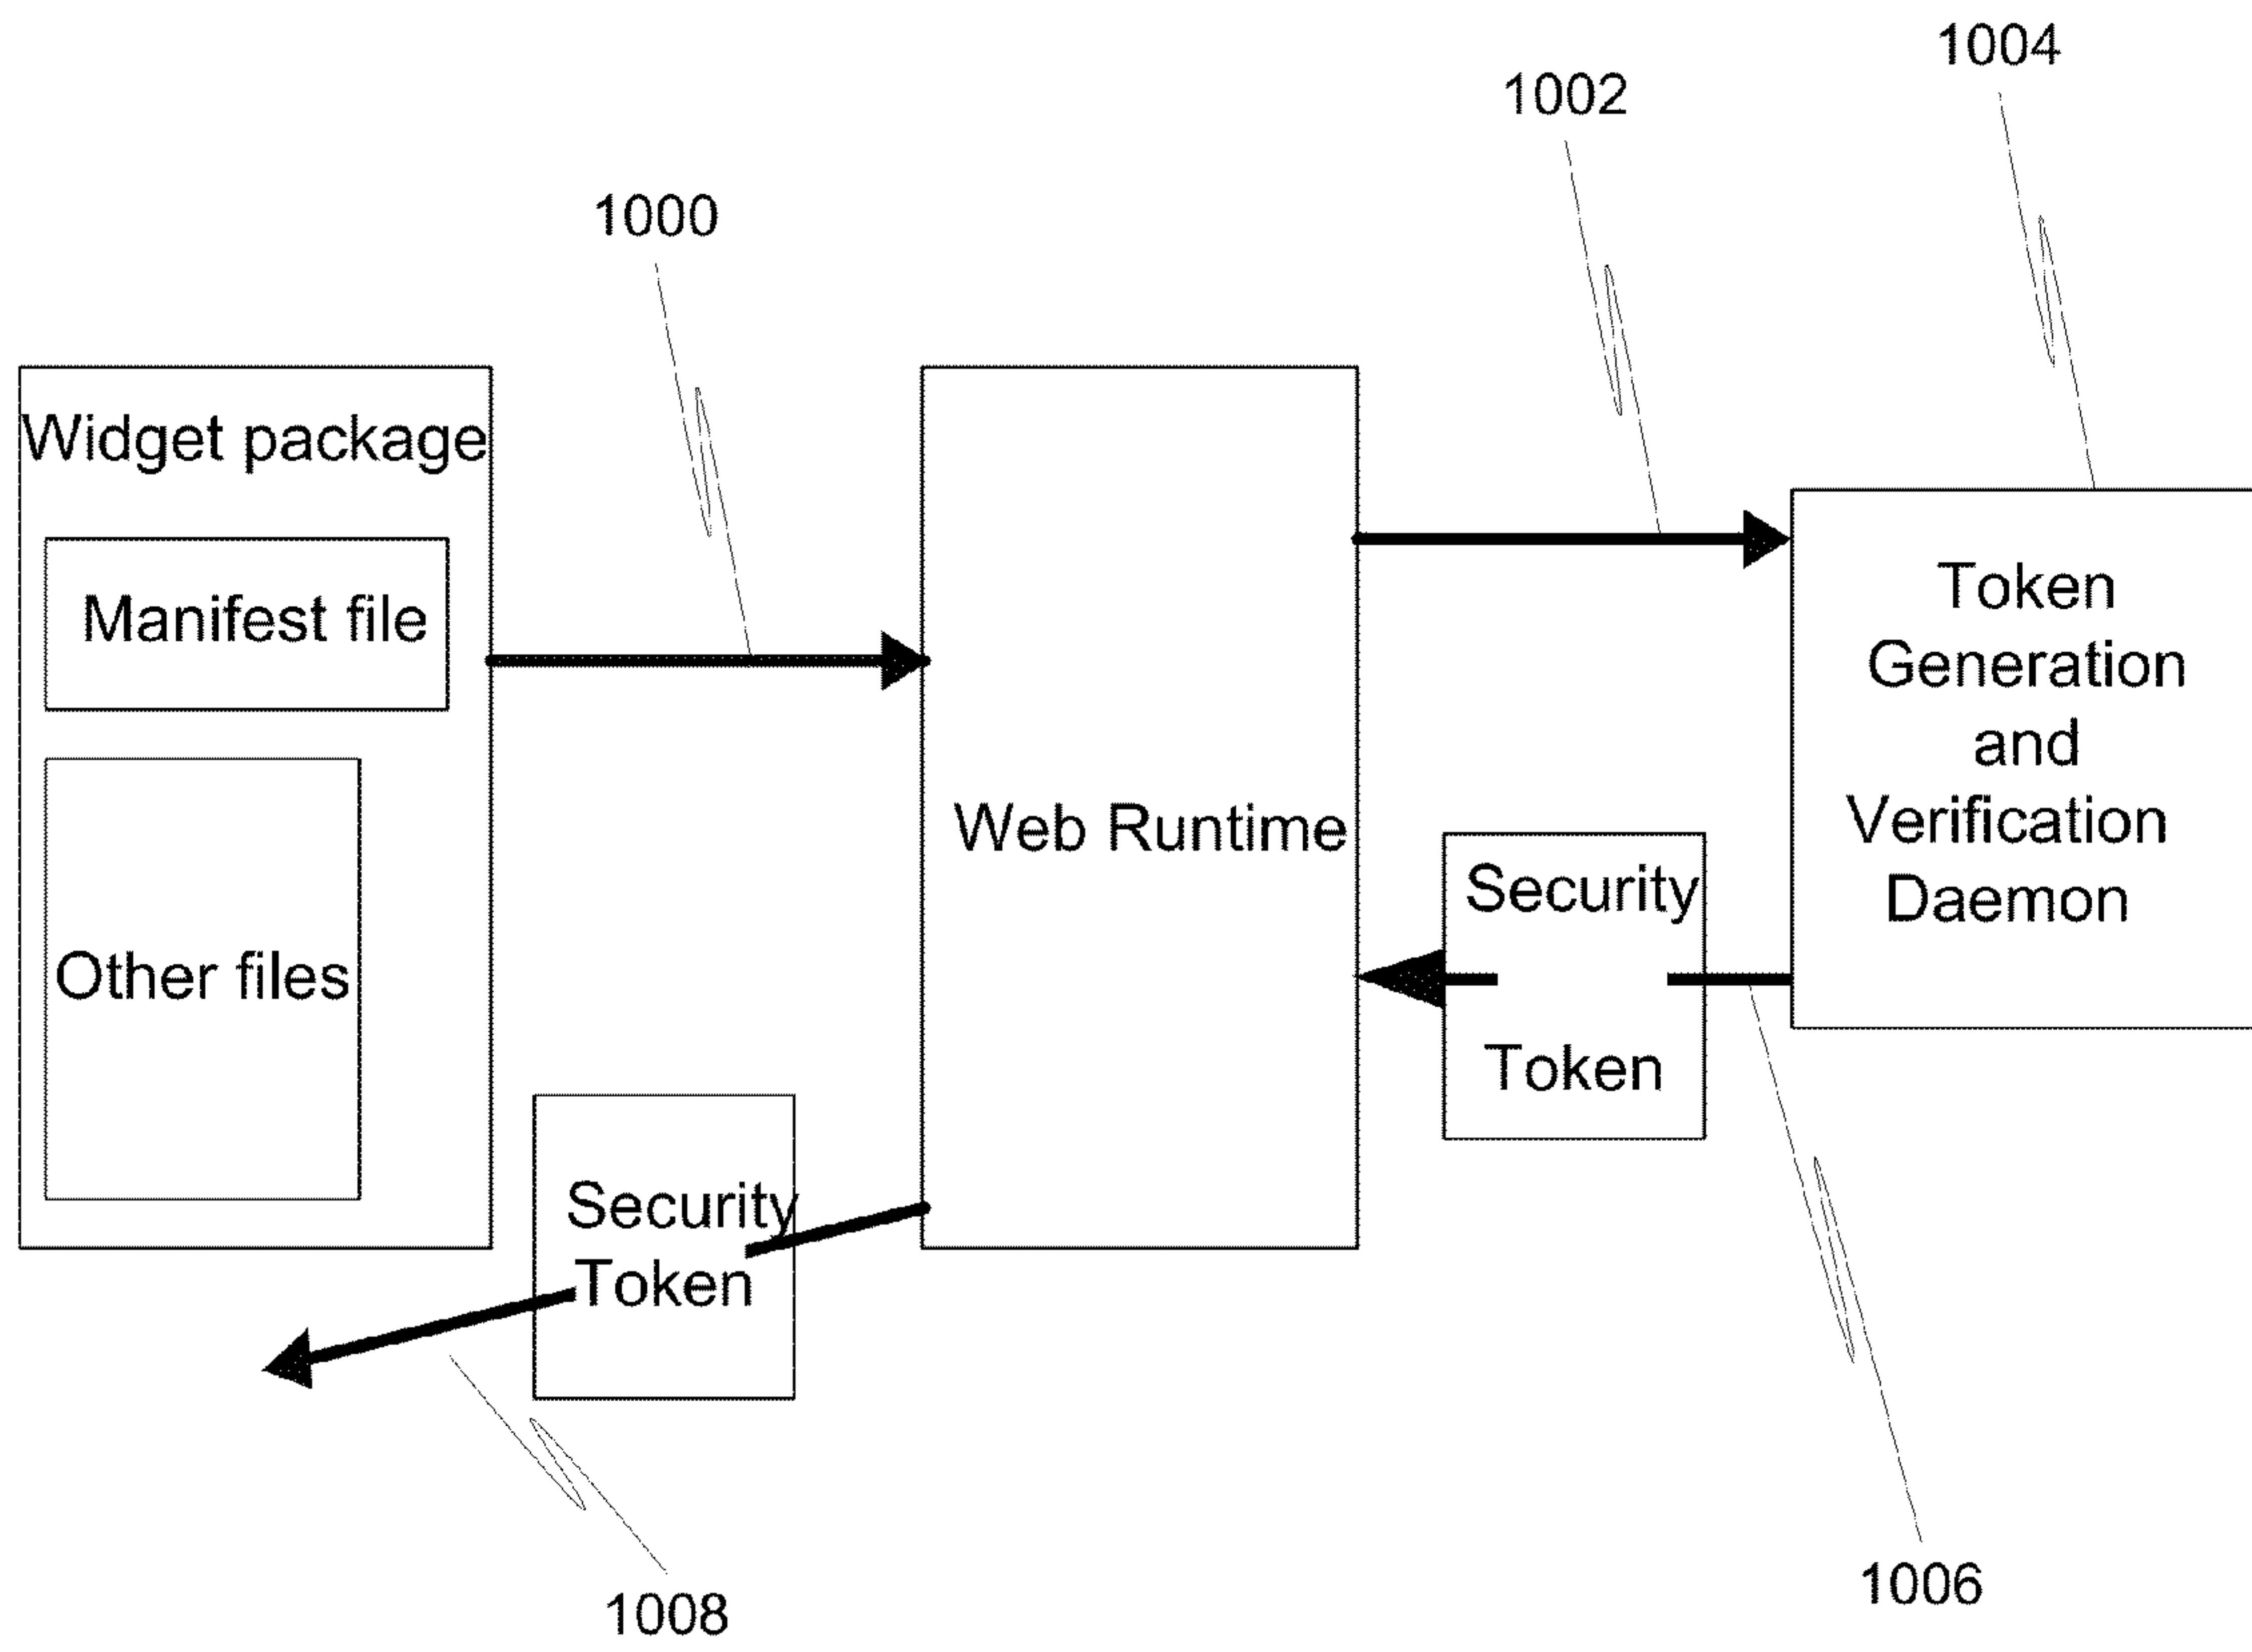 1004
1002
1000
Widget package
Manifest file
Other files
Web Runtime
Token
Generation
and
Verification
Daemon
Security
Token
Security
Token
1006
1008